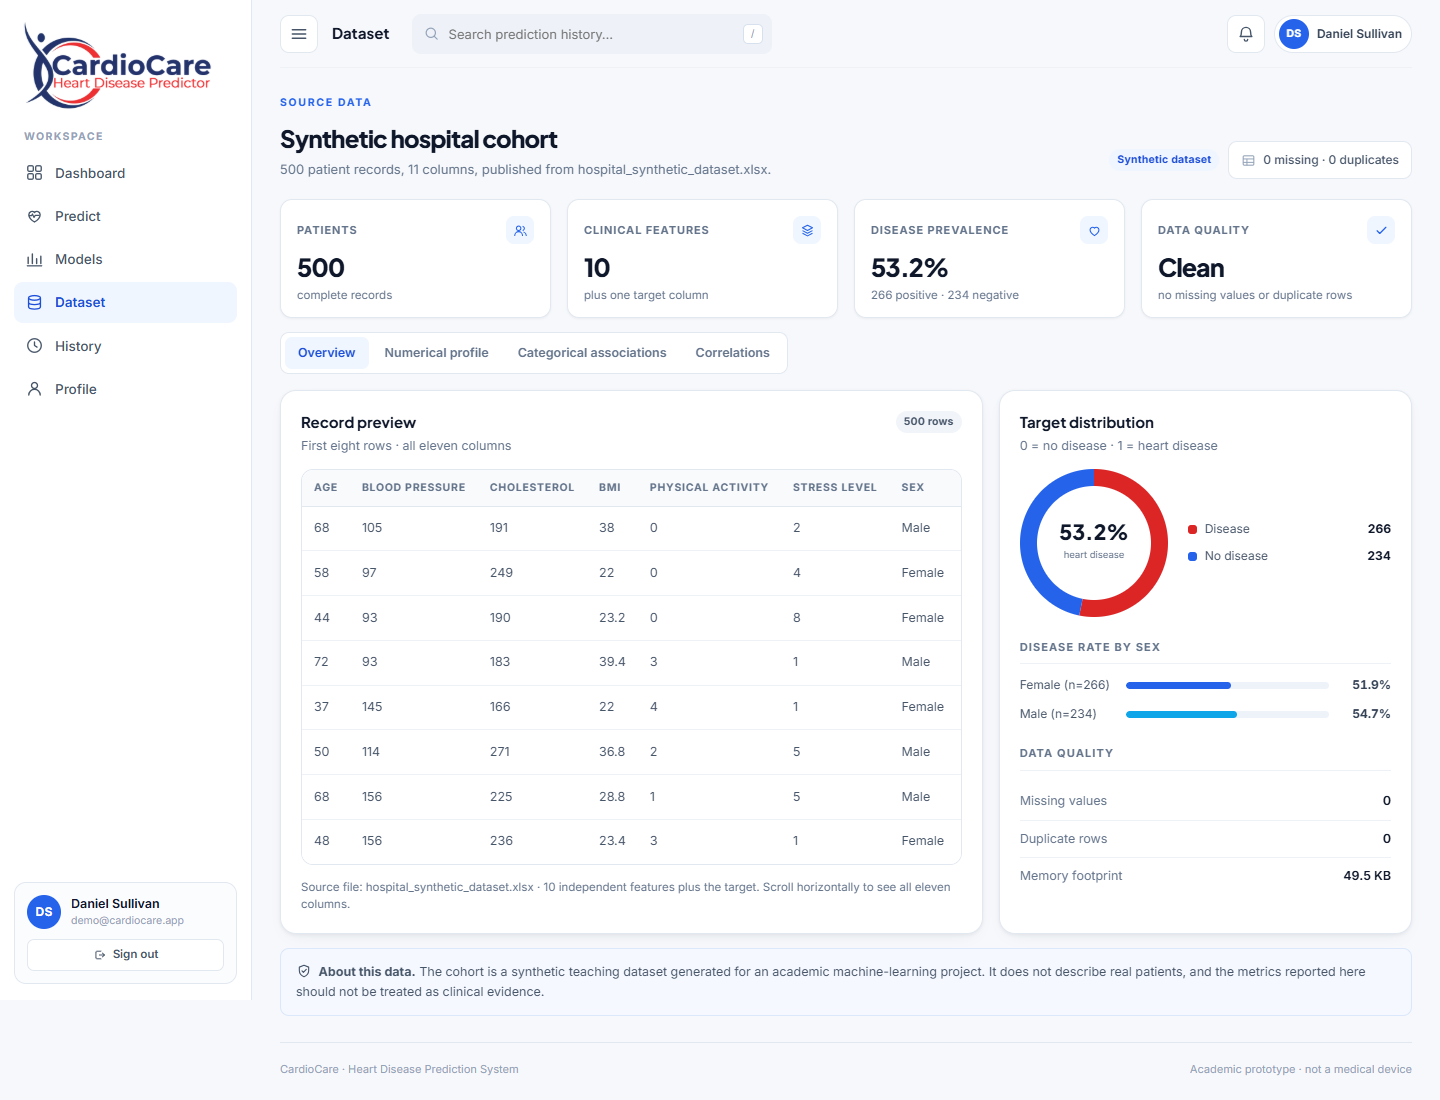 CardioCare
Heart Disease Predictor
WORKSPACE
Dashboard
Predict
Models
Dataset
History
Profile
DS
Daniel Sullivan
demo@cardiocare.app
Sign out
Dataset
Search prediction history...
/
DS
Daniel Sullivan
SOURCE DATA
Synthetic hospital cohort
500 patient records, 11 columns, published from hospital_synthetic_dataset.xlsx.
Synthetic dataset
0 missing · 0 duplicates
PATIENTS
500
complete records
CLINICAL FEATURES
10
plus one target column
DISEASE PREVALENCE
53.2%
266 positive · 234 negative
DATA QUALITY
Clean
no missing values or duplicate rows
Overview Numerical profile Categorical associations Correlations
Record preview
500 rows
First eight rows · all eleven columns
AGE BLOOD PRESSURE CHOLESTEROL BMI PHYSICAL ACTIVITY STRESS LEVEL SEX
68 105 191 38 0 2 Male
58 97 249 22 0 4 Female
44 93 190 23.2 0 8 Female
72 93 183 39.4 3 1 Male
37 145 166 22 4 1 Female
50 114 271 36.8 2 5 Male
68 156 225 28.8 1 5 Male
48 156 236 23.4 3 1 Female
Source file: hospital_synthetic_dataset.xlsx · 10 independent features plus the target. Scroll horizontally to see all eleven
columns.
Target distribution
0 = no disease · 1 = heart disease
53.2%
heart disease
Disease 266
No disease 234
DISEASE RATE BY SEX
Female (n=266) 51.9%
Male (n=234) 54.7%
DATA QUALITY
Missing values 0
Duplicate rows 0
Memory footprint 49.5 KB
About this data. The cohort is a synthetic teaching dataset generated for an academic machine-learning project. It does not describe real patients, and the metrics reported here
should not be treated as clinical evidence.
CardioCare · Heart Disease Prediction System
Academic prototype · not a medical device